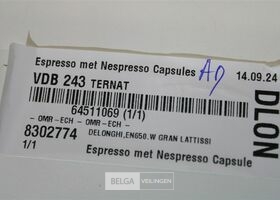 Espresso met Nespresso Capsules AD 14.09.24
VDB 243 TERNAT
64511069 (1/1)
- OMR-ECH - OMR-ECH -
8302774 DELONGHI,EN650.W GRAN LATTISSI
1/1 Espresso met Nespresso Capsule
DLON
BELGA VEILINGEN